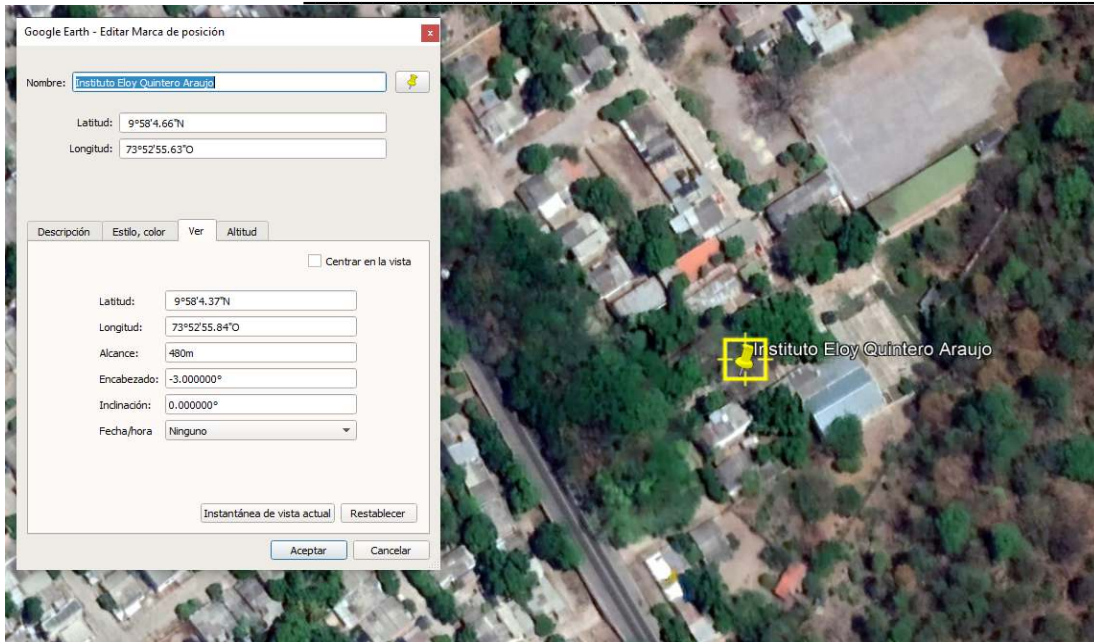 Google Earth - Editar Marca de posición
x
Nombre: Instituto Eloy Quintero Araujo
Latitud: 9°58'4.66"N
Longitud: 73°52'55.63"O
Descripción Estilo, color Ver Altitud
Centrar en la vista
Latitud: 9°58'4.37"N
Longitud: 73°52'55.84"O
Alcance: 480m
Encabezado: -3.000000°
Inclinación: 0.000000°
Fecha/hora Ninguno
Instantánea de vista actual Restablecer
Aceptar Cancelar
Instituto Eloy Quintero Araujo